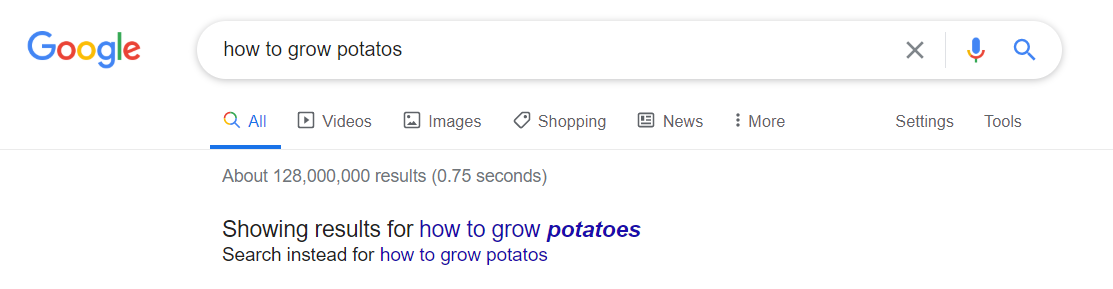 Google how to grow potatos
All Videos Images Shopping News More Settings Tools
About 128,000,000 results (0.75 seconds)
Showing results for how to grow potatoes
Search instead for how to grow potatos